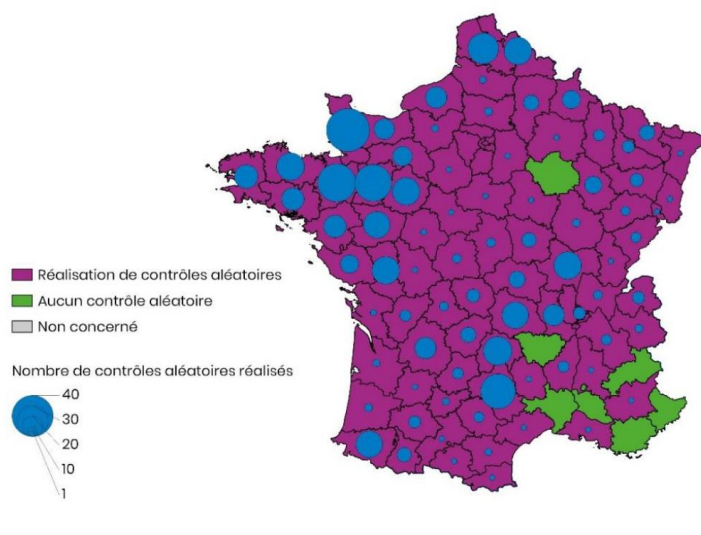 Réalisation de contrôles aléatoires
Aucun contrôle aléatoire
Non concerné
Nombre de contrôles aléatoires réalisés
40
30
20
10
1